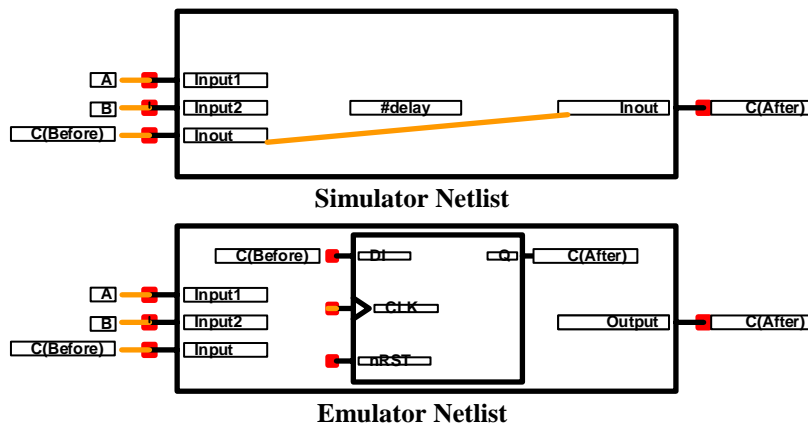 A Input1
B Input2 #delay Inout C(After)
C(Before) Inout
Simulator Netlist
C(Before) DI Q C(After)
A Input1 CLK
B Input2 Output C(After)
C(Before) Input nRST
Emulator Netlist